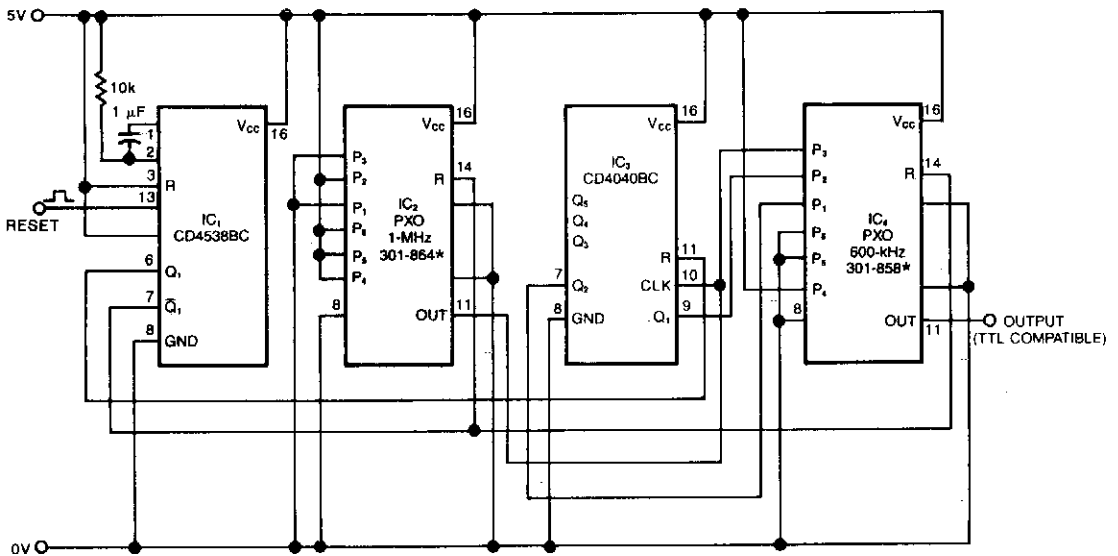 5V
10k
1 μF
1
2
3
R
13
RESET
IC₁
CD4538BC
VCC
16
6
Q₁
7
Q̅₁
8
GND
16
VCC
P₃
P₂
P₁
P₆
P₅
P₄
14
R
IC₂
PXO
1-MHz
301-864*
8
11
OUT
16
VCC
IC₃
CD4040BC
Q₅
Q₄
Q₃
11
R
10
CLK
7
Q₂
9
Q₁
8
GND
16
VCC
P₃
P₂
P₁
P₅
P₄
14
R
IC₄
PXO
600-kHz
301-858*
8
OUT
11
OUTPUT
(TTL COMPATIBLE)
0V